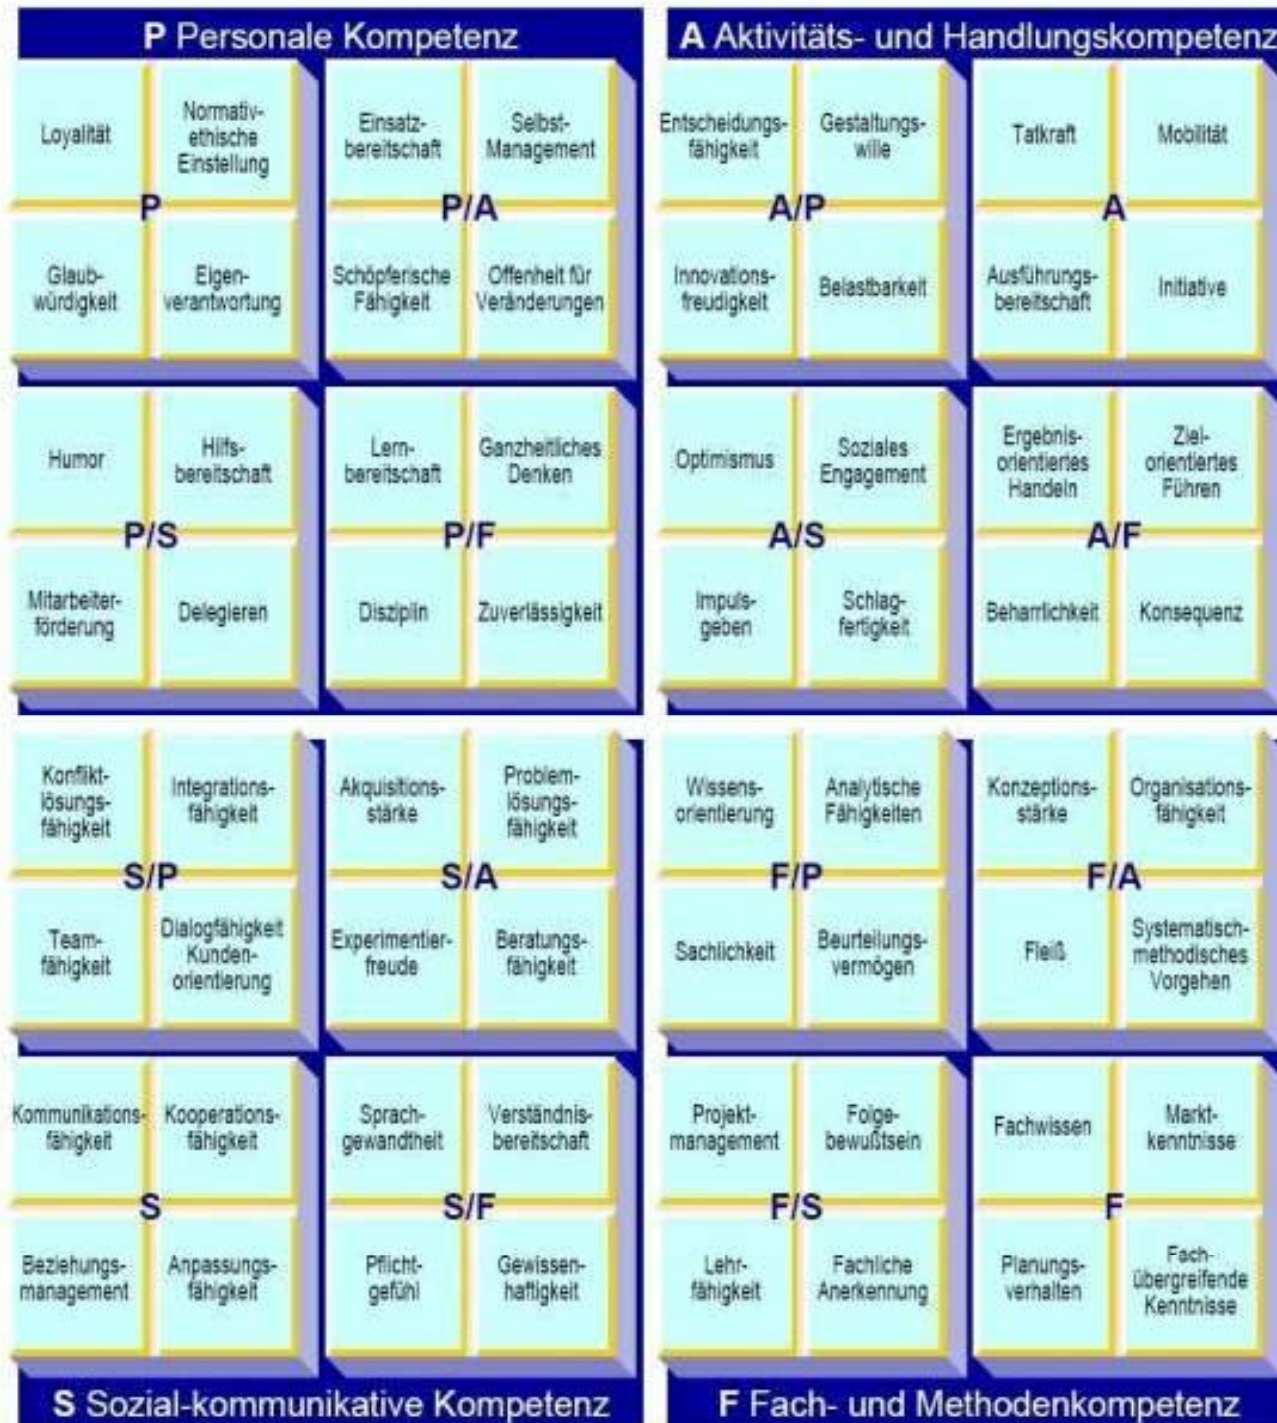 P Personale Kompetenz
Loyalität
Normativ-
ethische
Einstellung
P
Glaub-
würdigkeit
Eigen-
verantwortung
Einsatz-
bereitschaft
Selbst-
Management
P/A
Schöpferische
Fähigkeit
Offenheit für
Veränderungen
Humor
Hilfs-
bereitschaft
P/S
Mitarbeiter-
förderung
Delegieren
Lern-
bereitschaft
Ganzheitliches
Denken
P/F
Disziplin
Zuverlässigkeit
A Aktivitäts- und Handlungskompetenz
Entscheidungs-
fähigkeit
Gestaltungs-
wille
A/P
Innovations-
freudigkeit
Belastbarkeit
Tatkraft
Mobilität
A
Ausführungs-
bereitschaft
Initiative
Optimismus
Soziales
Engagement
A/S
Impuls-
geben
Schlag-
fertigkeit
Ergebnis-
orientiertes
Handeln
Ziel-
orientiertes
Führen
A/F
Beharrlichkeit
Konsequenz
Konflikt-
lösungs-
fähigkeit
Integrations-
fähigkeit
S/P
Team-
fähigkeit
Dialogfähigkeit
Kunden-
orientierung
Akquisitions-
stärke
Problem-
lösungs-
fähigkeit
S/A
Experimentier-
freude
Beratungs-
fähigkeit
Kommunikations-
fähigkeit
Kooperations-
fähigkeit
S
Beziehungs-
management
Anpassungs-
fähigkeit
Sprach-
gewandtheit
Verständnis-
bereitschaft
S/F
Pflicht-
gefühl
Gewissen-
haftigkeit
S Sozial-kommunikative Kompetenz
Wissens-
orientierung
Analytische
Fähigkeiten
F/P
Sachlichkeit
Beurteilungs-
vermögen
Konzeptions-
stärke
Organisations-
fähigkeit
F/A
Fleiß
Systematisch-
methodisches
Vorgehen
Projekt-
management
Folge-
bewußtsein
F/S
Lehr-
fähigkeit
Fachliche
Anerkennung
Fachwissen
Markt-
kenntnisse
F
Planungs-
verhalten
Fach-
übergreifende
Kenntnisse
F Fach- und Methodenkompetenz